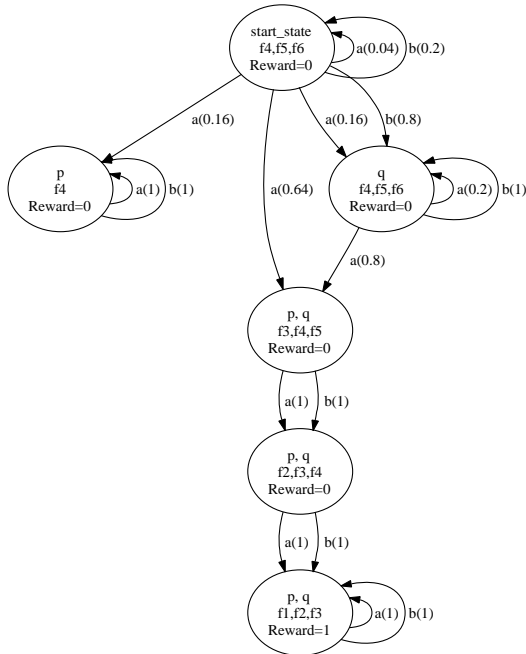 start_state
f4,f5,f6
Reward=0
a(0.04)
b(0.2)
a(0.16)
a(0.16)
b(0.8)
p
f4
Reward=0
a(1)
b(1)
a(0.64)
q
f4,f5,f6
Reward=0
a(0.2)
b(1)
a(0.8)
p, q
f3,f4,f5
Reward=0
a(1)
b(1)
p, q
f2,f3,f4
Reward=0
a(1)
b(1)
p, q
f1,f2,f3
Reward=1
a(1)
b(1)